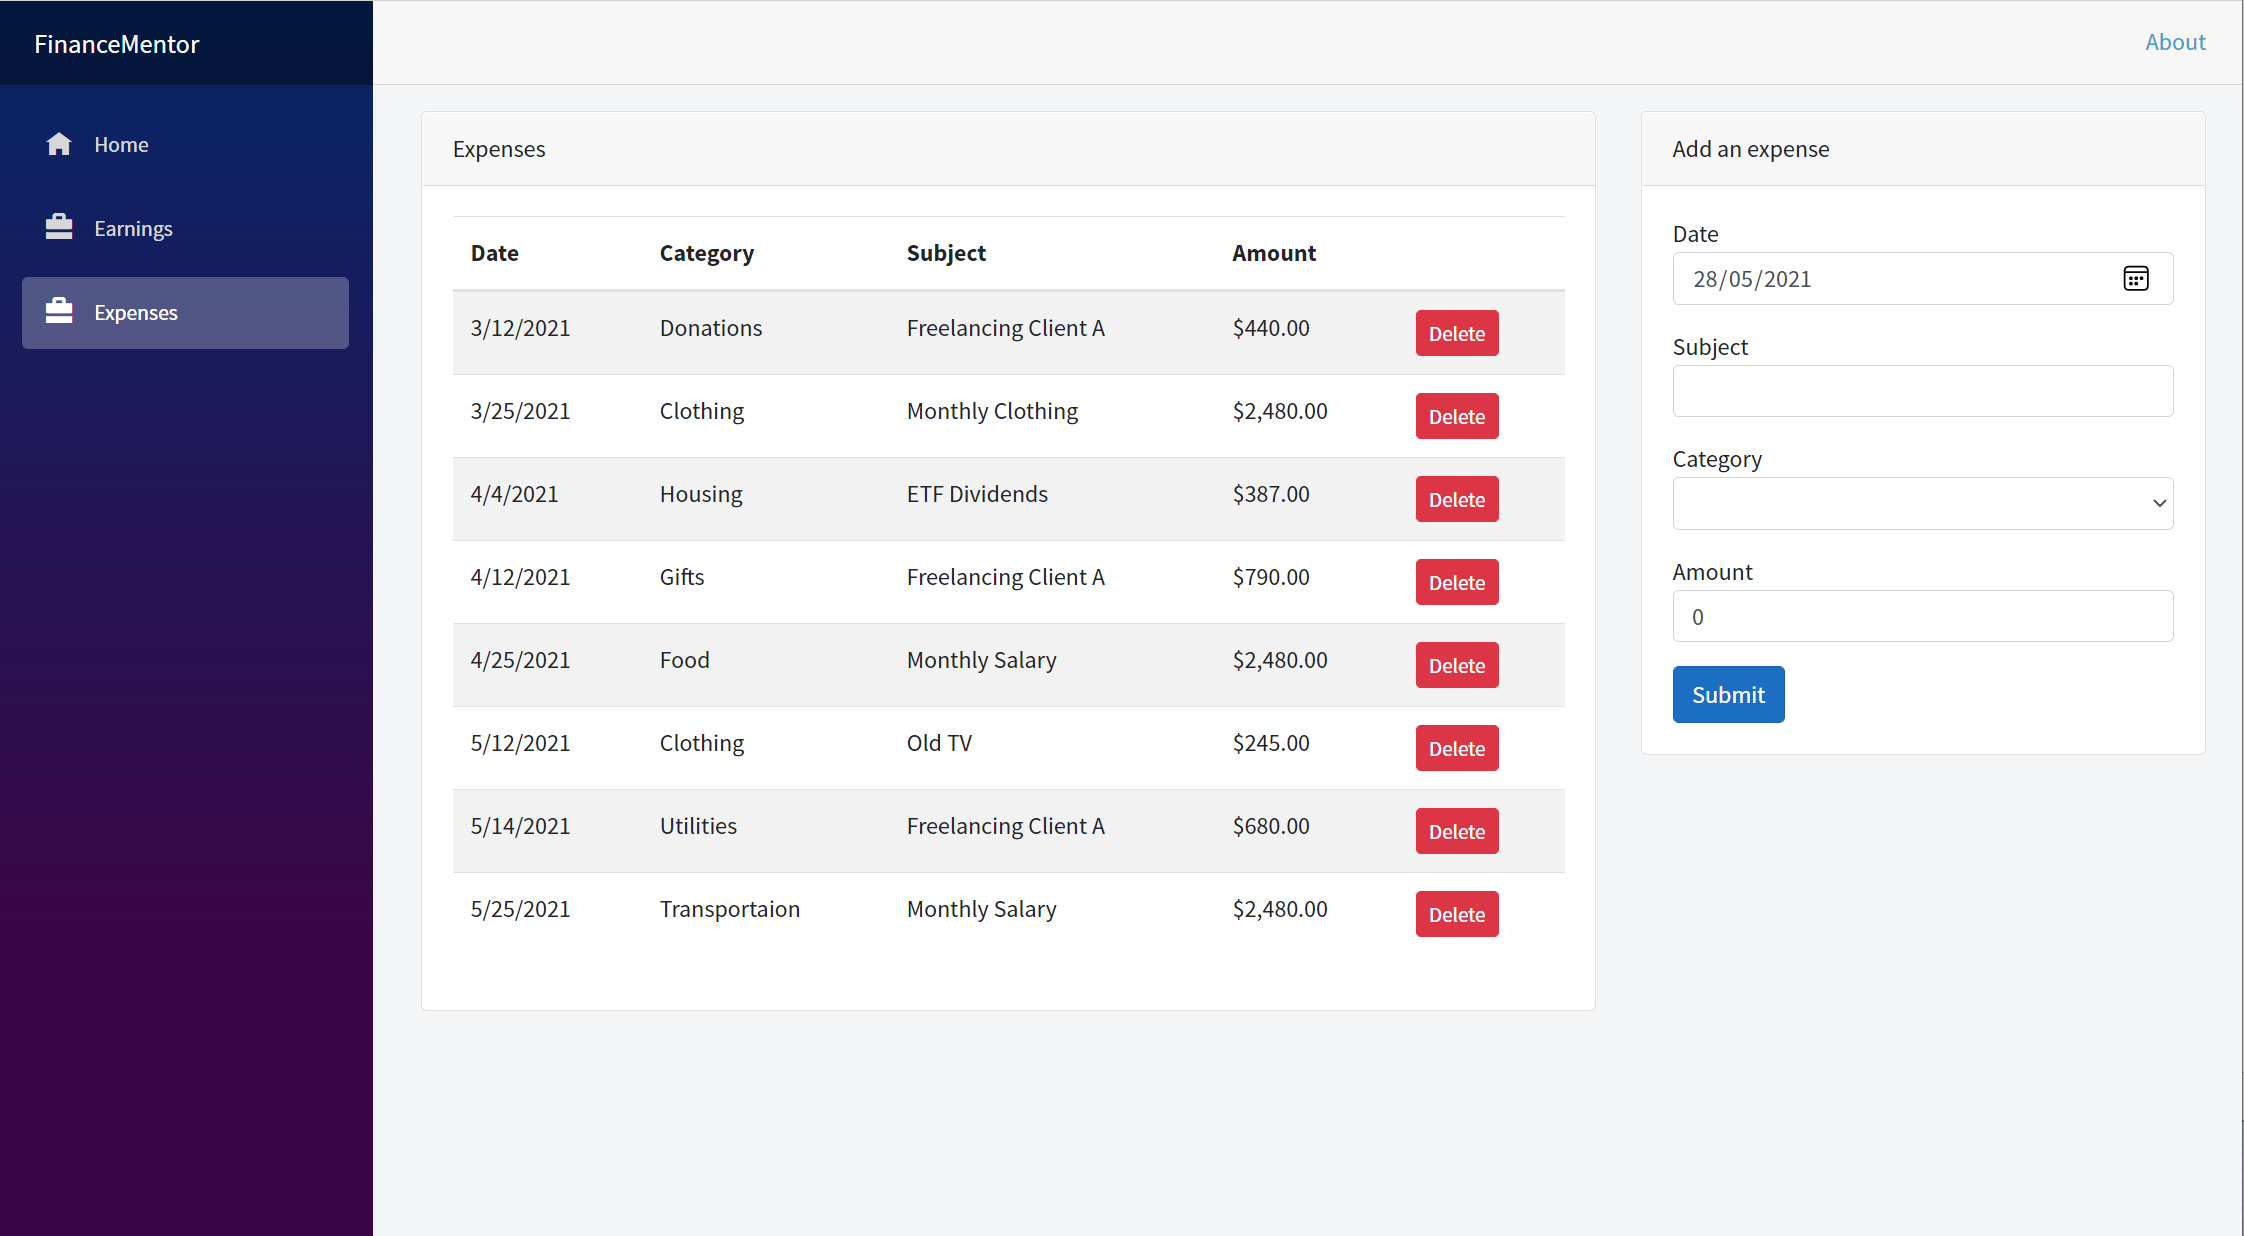 FinanceMentor
About
Home
Earnings
Expenses
Expenses
Date Category Subject Amount
3/12/2021 Donations Freelancing Client A $440.00 Delete
3/25/2021 Clothing Monthly Clothing $2,480.00 Delete
4/4/2021 Housing ETF Dividends $387.00 Delete
4/12/2021 Gifts Freelancing Client A $790.00 Delete
4/25/2021 Food Monthly Salary $2,480.00 Delete
5/12/2021 Clothing Old TV $245.00 Delete
5/14/2021 Utilities Freelancing Client A $680.00 Delete
5/25/2021 Transportaion Monthly Salary $2,480.00 Delete
Add an expense
Date
28/05/2021
Subject
Category
Amount
0
Submit